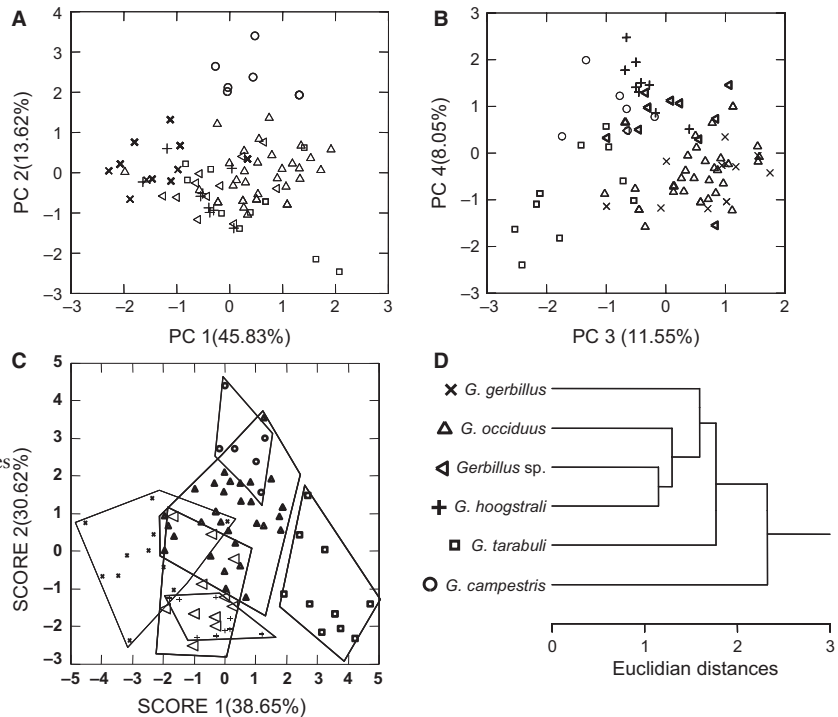 A
4
3
2
1
0
−1
−2
−3
−3 −2 −1 0 1 2 3
PC 2(13.62%)
PC 1(45.83%)
B
3
2
1
0
−1
−2
−3
−3 −2 −1 0 1 2
PC 4(8.05%)
PC 3 (11.55%)
C
5
4
3
2
1
0
−1
−2
−3
−5 −4 −3 −2 −1 0 1 2 3 4 5
SCORE 2(30.62%)
SCORE 1(38.65%)
es
D
G. gerbillus
G. occiduus
Gerbillus sp.
G. hoogstrali
G. tarabuli
G. campestris
0 1 2 3
Euclidian distances